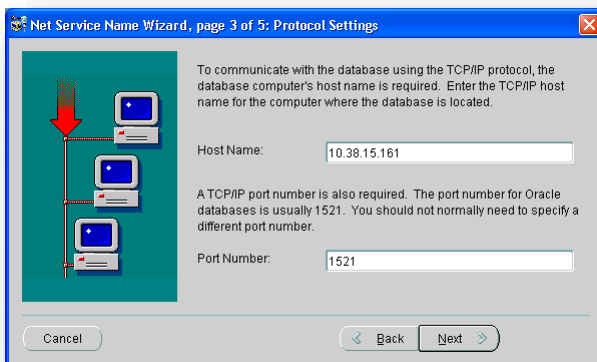 Net Service Name Wizard, page 3 of 5: Protocol Settings
To communicate with the database using the TCP/IP protocol, the
database computer's host name is required. Enter the TCP/IP host
name for the computer where the database is located.
Host Name:
10.38.15.161
A TCP/IP port number is also required. The port number for Oracle
databases is usually 1521. You should not normally need to specify a
different port number.
Port Number:
1521
Cancel
Back
Next